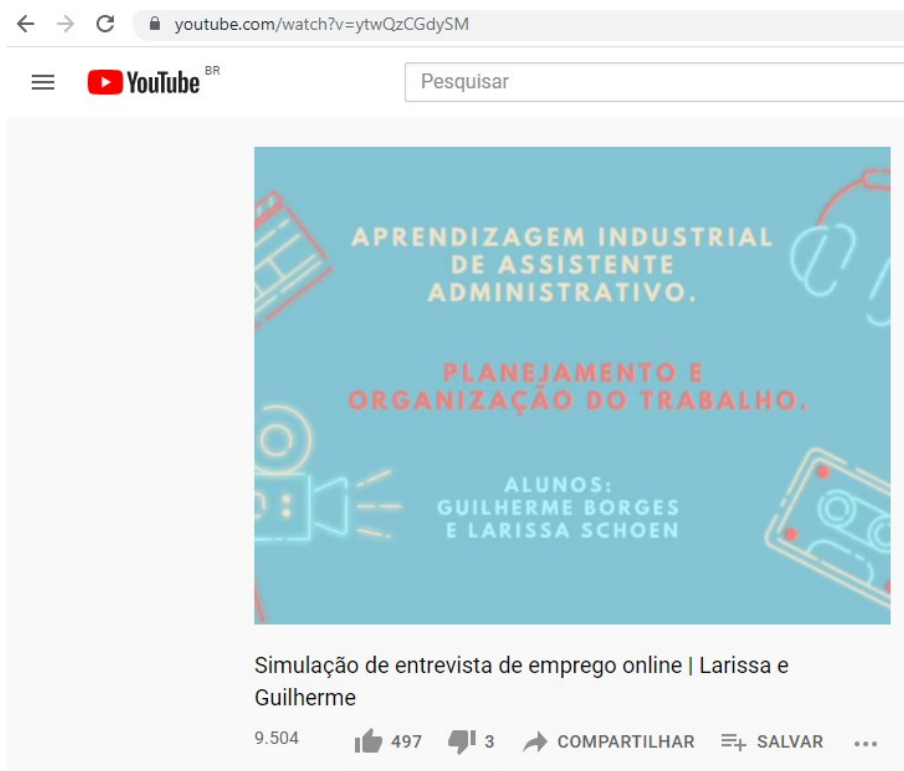 youtube.com/watch?v=ytwQzCGdySM
YouTube BR
Pesquisar
APRENDIZAGEM INDUSTRIAL
DE ASSISTENTE
ADMINISTRATIVO.
PLANEJAMENTO E
ORGANIZAÇÃO DO TRABALHO.
ALUNOS:
GUILHERME BORGES
E LARISSA SCHOEN
Simulação de entrevista de emprego online | Larissa e
Guilherme
9.504 497 3 COMPARTILHAR SALVAR